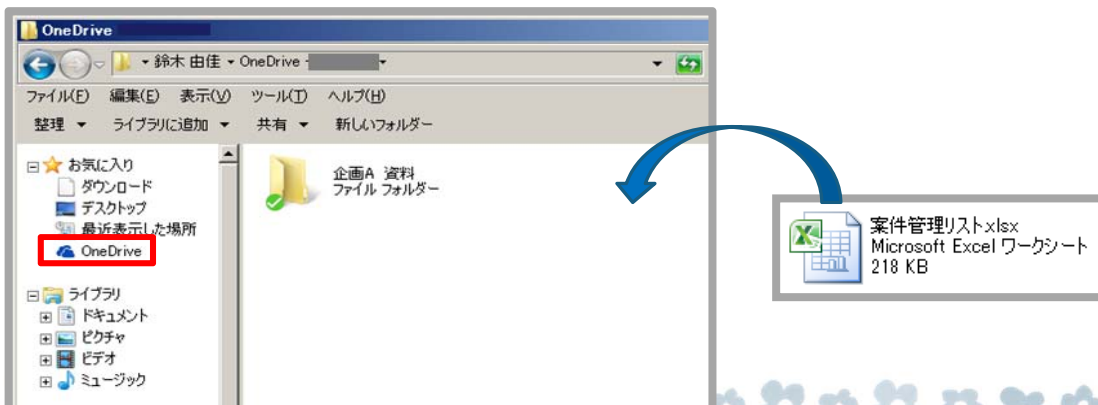 OneDrive
鈴木 由佳 OneDrive -
ファイル(F) 編集(E) 表示(V) ツール(T) ヘルプ(H)
整理 ライブラリに追加 共有 新しいフォルダー
お気に入り
ダウンロード
デスクトップ
最近表示した場所
OneDrive
ライブラリ
ドキュメント
ピクチャ
ビデオ
ミュージック
企画A 資料
ファイル フォルダー
案件管理リスト.xlsx
Microsoft Excel ワークシート
218 KB